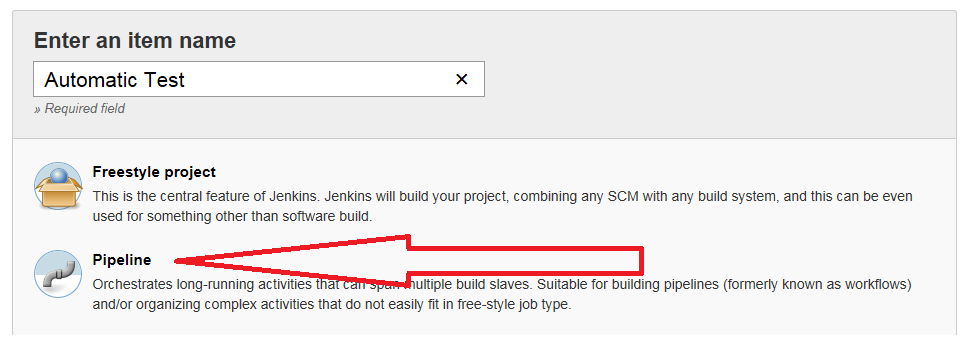 Enter an item name
Automatic Test ✕
» Required field
Freestyle project
This is the central feature of Jenkins. Jenkins will build your project, combining any SCM with any build system, and this can be even
used for something other than software build.
Pipeline
Orchestrates long-running activities that can span multiple build slaves. Suitable for building pipelines (formerly known as workflows)
and/or organizing complex activities that do not easily fit in free-style job type.